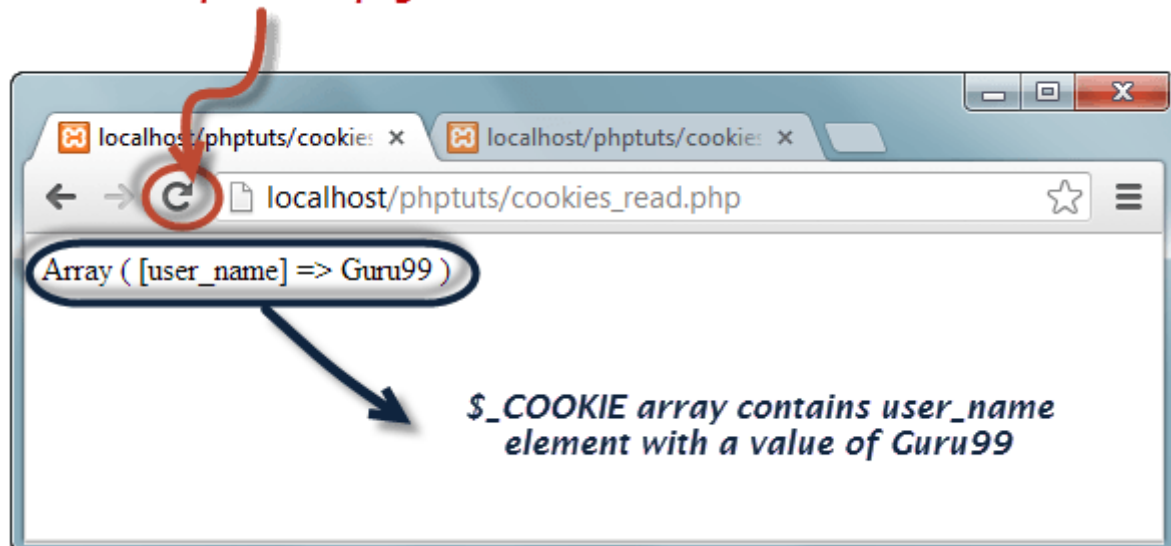 localhost/phptuts/cookie
localhost/phptuts/cookie
localhost/phptuts/cookies_read.php
Array ( [user_name] => Guru99 )
$_COOKIE array contains user_name
element with a value of Guru99